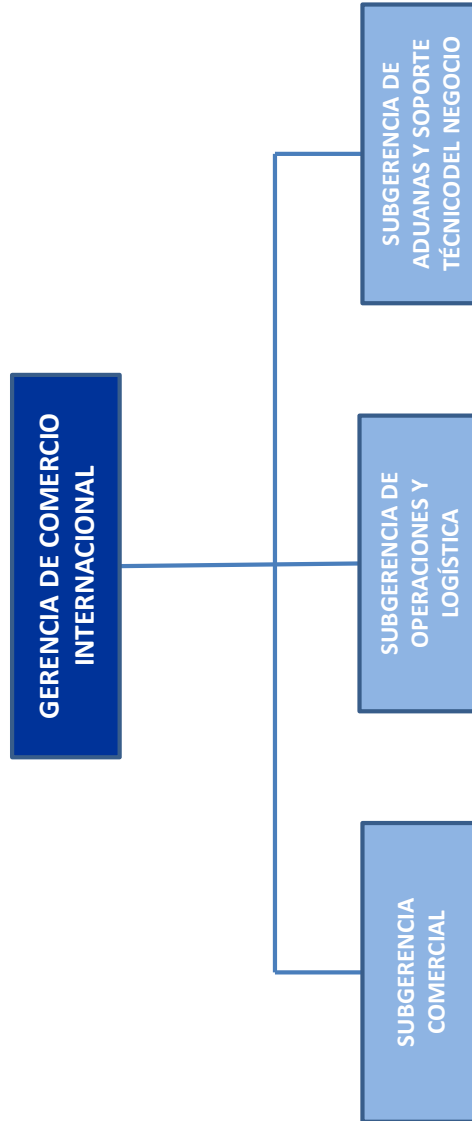 GERENCIA DE COMERCIO
INTERNACIONAL
SUBGERENCIA
COMERCIAL
SUBGERENCIA DE
OPERACIONES Y
LOGÍSTICA
SUBGERENCIA DE
ADUANAS Y SOPORTE
TÉCNICODEL NEGOCIO